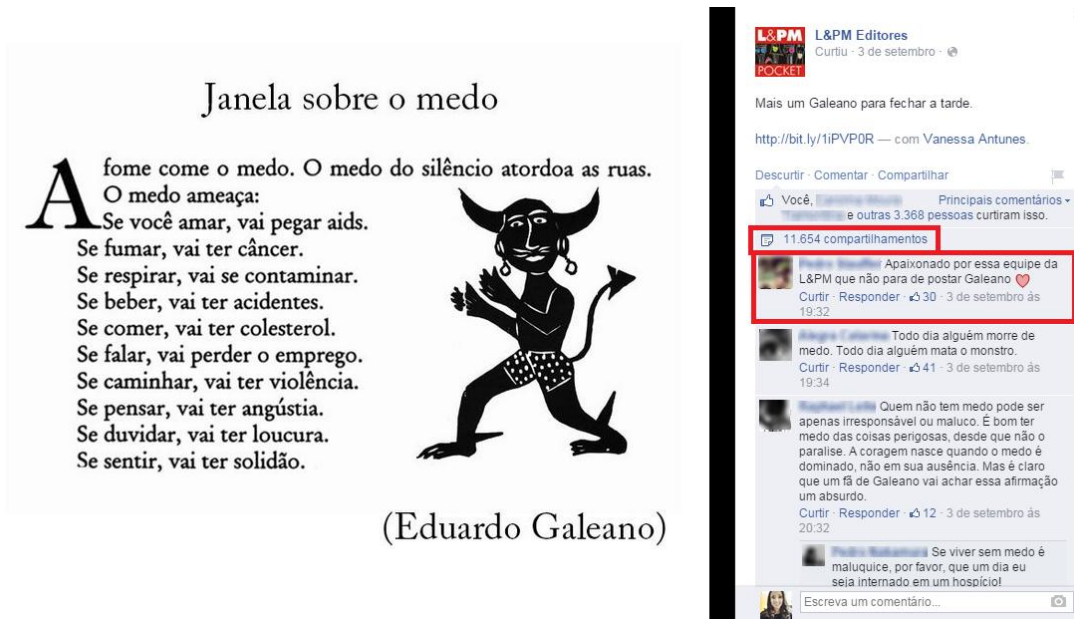 Janela sobre o medo
A fome come o medo. O medo do silêncio atordoa as ruas.
O medo ameaça:
Se você amar, vai pegar aids.
Se fumar, vai ter câncer.
Se respirar, vai se contaminar.
Se beber, vai ter acidentes.
Se comer, vai ter colesterol.
Se falar, vai perder o emprego.
Se caminhar, vai ter violência.
Se pensar, vai ter angústia.
Se duvidar, vai ter loucura.
Se sentir, vai ter solidão.
(Eduardo Galeano)
L&PM
POCKET
L&PM Editores
Curtiu · 3 de setembro ·
Mais um Galeano para fechar a tarde.
http://bit.ly/1iPVP0R — com Vanessa Antunes.
Descurtir · Comentar · Compartilhar
Principais comentários
Você,
e outras 3.368 pessoas curtiram isso.
11.654 compartilhamentos
Apaixonado por essa equipe da
L&PM que não para de postar Galeano
Curtir · Responder · 30 · 3 de setembro às
19:32
Todo dia alguém morre de
medo. Todo dia alguém mata o monstro.
Curtir · Responder · 41 · 3 de setembro às
19:34
Quem não tem medo pode ser
apenas irresponsável ou maluco. É bom ter
medo das coisas perigosas, desde que não o
paralise. A coragem nasce quando o medo é
dominado, não em sua ausência. Mas é claro
que um fã de Galeano vai achar essa afirmação
um absurdo.
Curtir · Responder · 12 · 3 de setembro às
20:32
Se viver sem medo é
maluquice, por favor, que um dia eu
seja internado em um hospício!
Escreva um comentário...